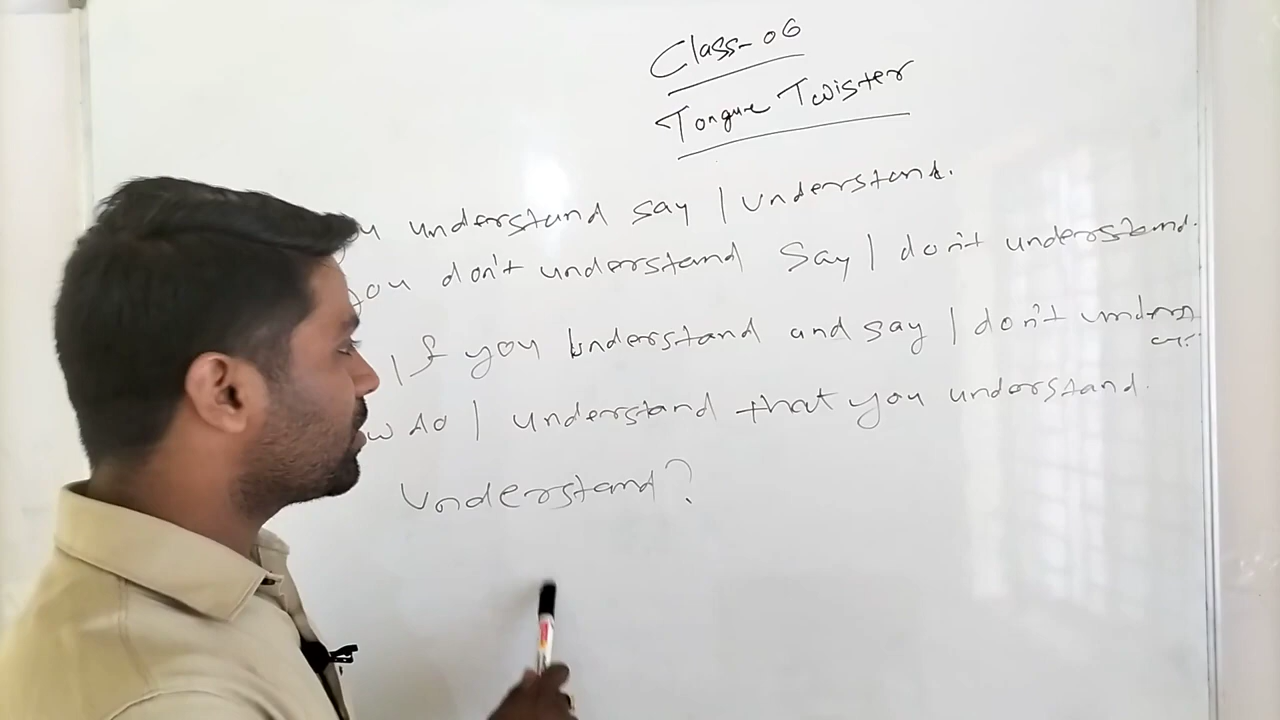 Class-06
Tongue Twister
understand say I understand.
you don't understand Say I don't understand.
If you understand and say I don't understand
do I understand that you understand.
Understand?